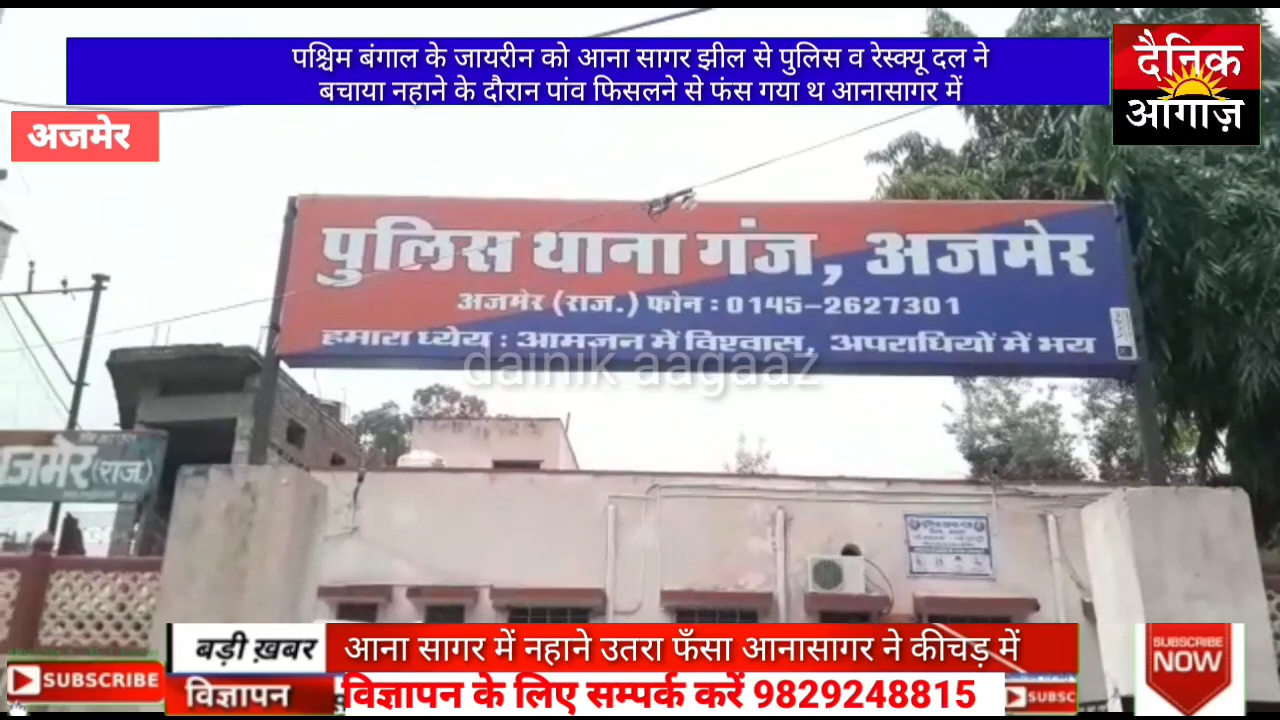 पश्चिम बंगाल के जायरीन को आना सागर झील से पुलिस व रेस्क्यू दल ने
बचाया नहाने के दौरान पांव फिसलने से फंस गया थ आनासागर में
दैनिक
आगाज़
अजमेर
पुलिस थाना गंज, अजमेर
अजमेर (राज.) फोन : 0145-2627301
हमारा ध्येय : आमजन में विश्वास, अपराधियों में भय
dainik aagaaz
अजमेर (राज.)
पुलिस थाना गंज
बड़ी ख़बर
आना सागर में नहाने उतरा फँसा आनासागर ने कीचड़ में
SUBSCRIBE
NOW
SUBSCRIBE
विज्ञापन
विज्ञापन के लिए सम्पर्क करें 9829248815
SUBSC